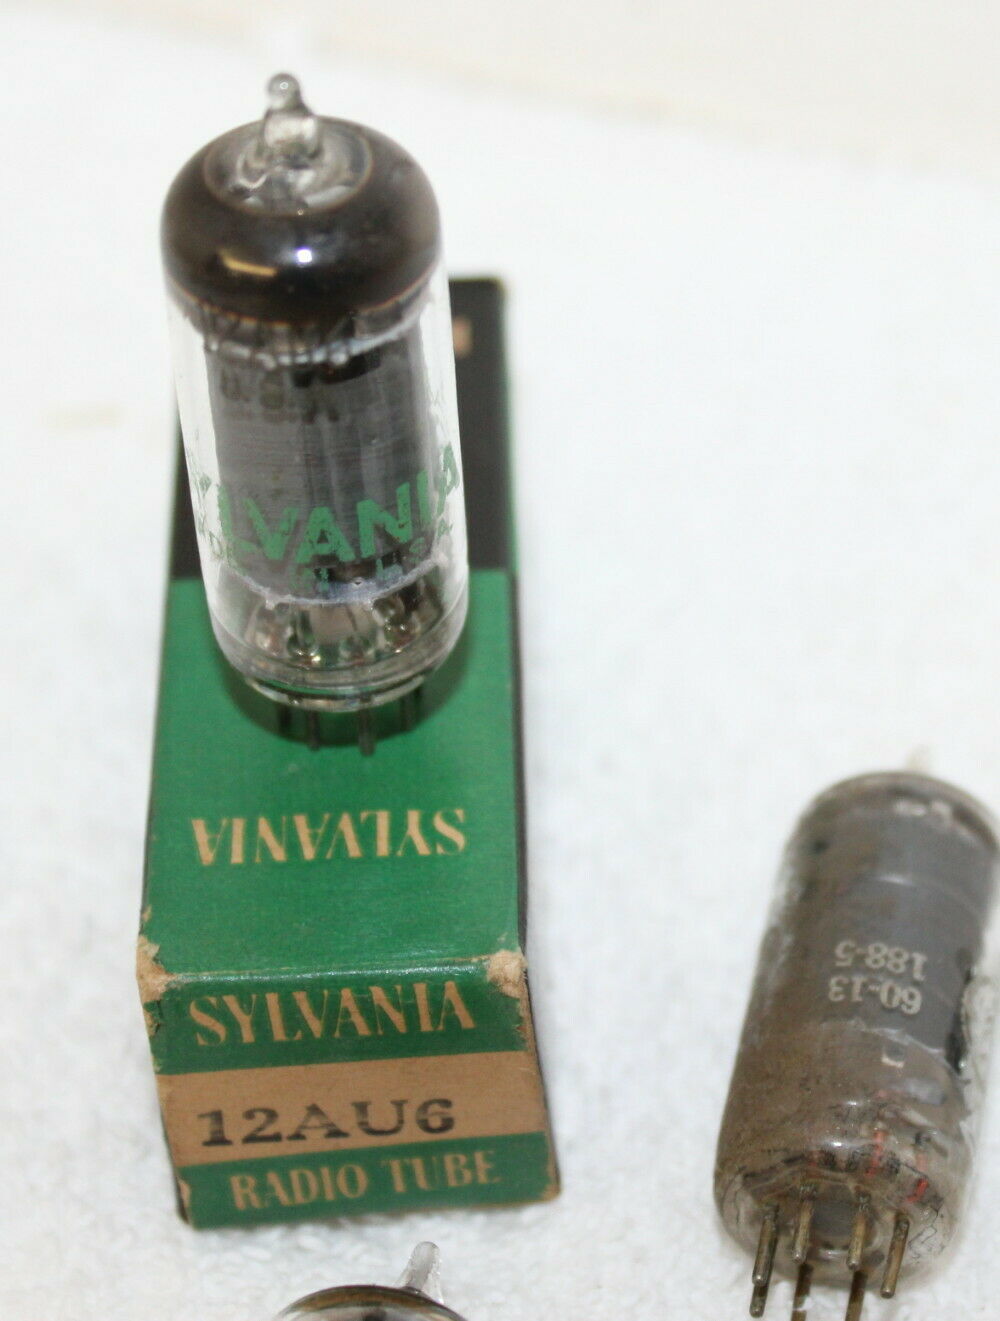 U.S.A
SYLVANIA
U.S.A.
SYLVANIA
SYLVANIA
12AU6
RADIO TUBE
60-13
188-5